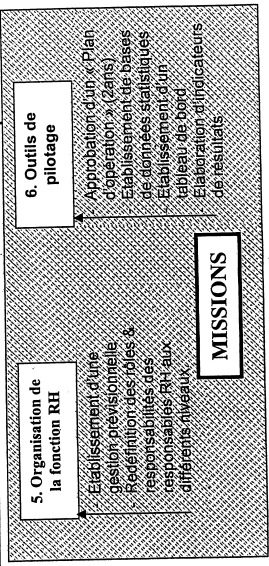 5. Organisation de
la fonction RH
- Etablissement d'une
gestion prévisionnelle
- Redéfinition des rôles &
responsabilités des
responsables RH aux
différents niveaux
6. Outils de
pilotage
- Approbation d'un « Plan
d'opération » (2ans)
- Etablissement de bases
de données statistiques
- Etablissement d'un
tableau de bord
- Elaboration d'indicateurs
de résultats
MISSIONS